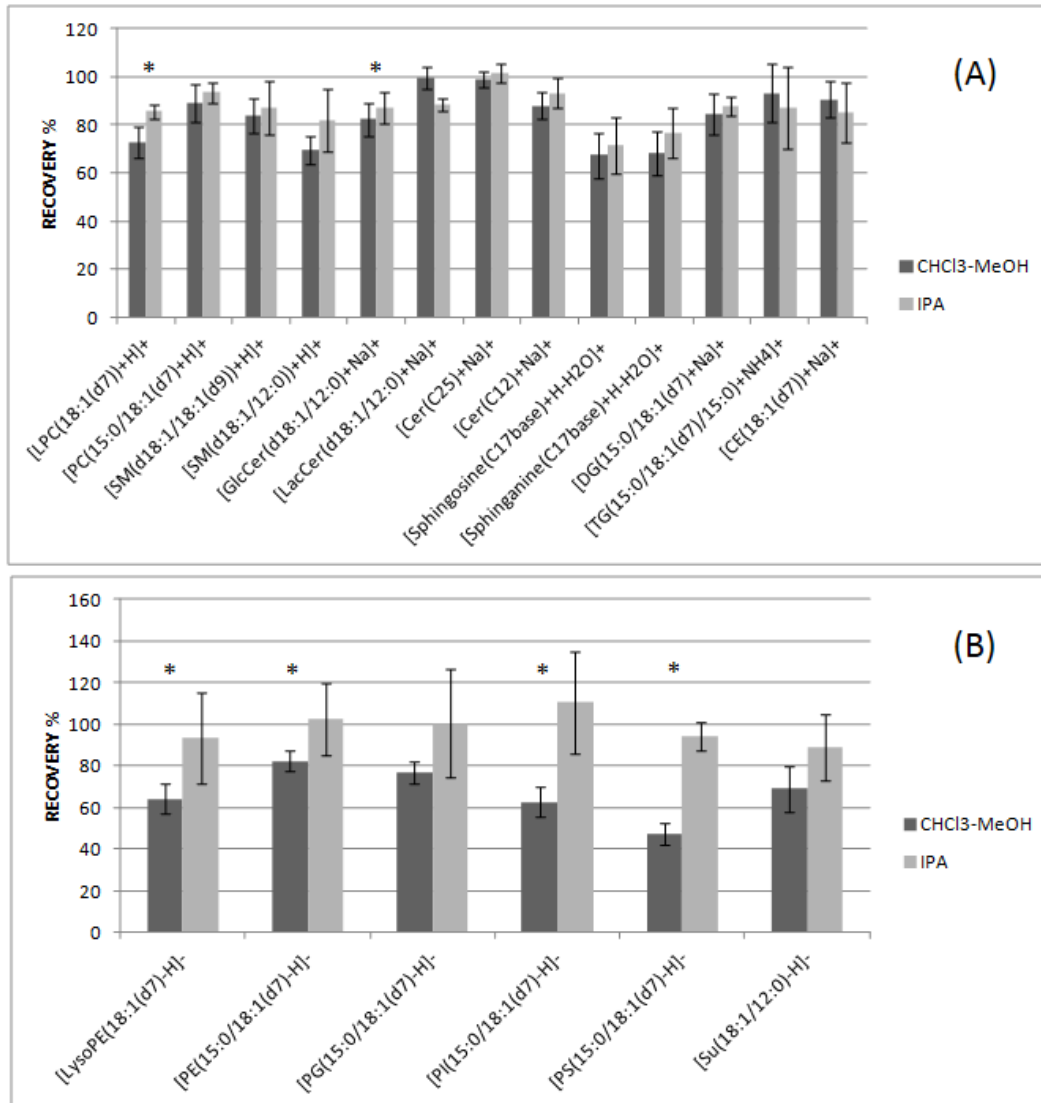 120
100
80
60
40
20
0
RECOVERY %
*
*
(A)
CHCl3-MeOH
IPA
[LPC(18:1(d7))+H]+
[PC(15:0/18:1(d7)+H]+
[SM(d18:1/18:1(d9))+H]+
[SM(d18:1/12:0))+H]+
[GlcCer(d18:1/12:0)+Na]+
[LacCer(d18:1/12:0)+Na]+
[Cer(C25)+Na]+
[Cer(C12)+Na]+
[Sphingosine(C17base)+H-H2O]+
[Sphinganine(C17base)+H-H2O]+
[DG(15:0/18:1(d7)+Na]+
[TG(15:0/18:1(d7)/15:0)+NH4]+
[CE(18:1(d7))+Na]+
160
140
120
100
80
60
40
20
0
RECOVERY %
*
*
*
*
(B)
CHCl3-MeOH
IPA
[LysoPE(18:1(d7)-H]-
[PE(15:0/18:1(d7)-H]-
[PG(15:0/18:1(d7)-H]-
[PI(15:0/18:1(d7)-H]-
[PS(15:0/18:1(d7)-H]-
[Su(18:1/12:0)-H]-